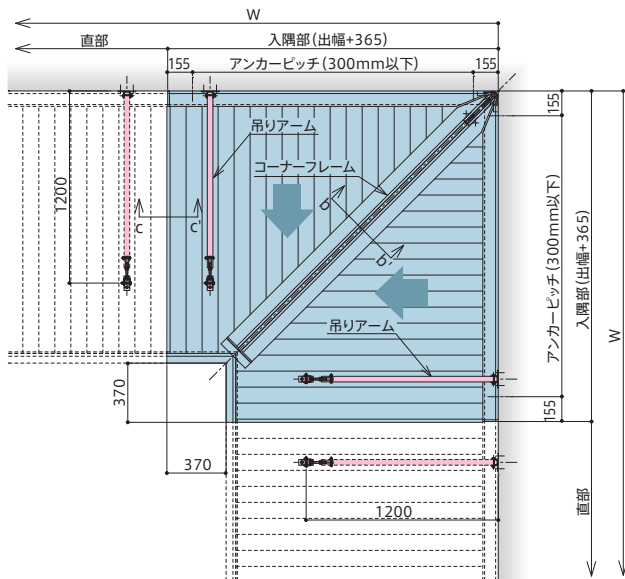 W
直部
入隅部(出幅+365)
155
アンカーピッチ(300mm以下)
155
吊りアーム
コーナーフレーム
155
1200
c
c'
b
b'
アンカーピッチ(300mm以下)
入隅部(出幅+365)
W
吊りアーム
370
155
370
1200
直部